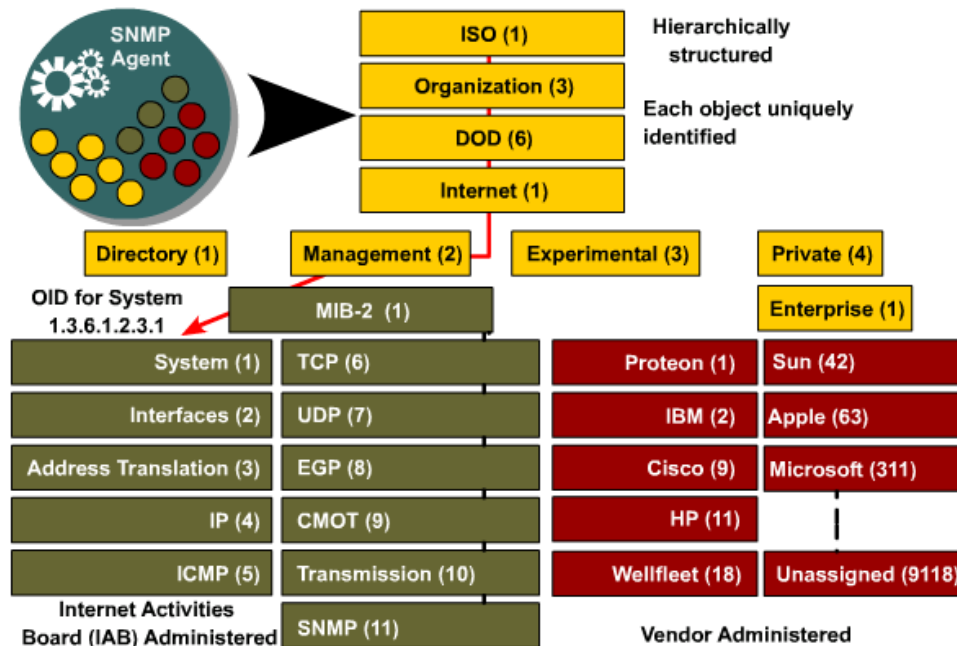 SNMP
Agent
ISO (1)
Organization (3)
DOD (6)
Internet (1)
Hierarchically
structured
Each object uniquely
identified
Directory (1)
Management (2)
Experimental (3)
Private (4)
OID for System
1.3.6.1.2.3.1
MIB-2 (1)
Enterprise (1)
System (1)
TCP (6)
Proteon (1)
Sun (42)
Interfaces (2)
UDP (7)
IBM (2)
Apple (63)
Address Translation (3)
EGP (8)
Cisco (9)
Microsoft (311)
IP (4)
CMOT (9)
HP (11)
ICMP (5)
Transmission (10)
Wellfleet (18)
Unassigned (9118)
Internet Activities
Board (IAB) Administered
SNMP (11)
Vendor Administered